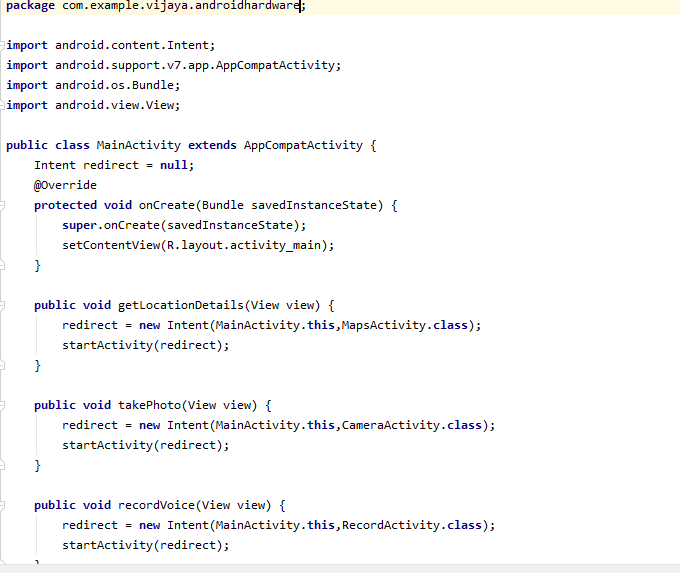 package com.example.vijaya.androidhardware;
import android.content.Intent;
import android.support.v7.app.AppCompatActivity;
import android.os.Bundle;
import android.view.View;
public class MainActivity extends AppCompatActivity {
Intent redirect = null;
@Override
protected void onCreate(Bundle savedInstanceState) {
super.onCreate(savedInstanceState);
setContentView(R.layout.activity_main);
}
public void getLocationDetails(View view) {
redirect = new Intent(MainActivity.this,MapsActivity.class);
startActivity(redirect);
}
public void takePhoto(View view) {
redirect = new Intent(MainActivity.this,CameraActivity.class);
startActivity(redirect);
}
public void recordVoice(View view) {
redirect = new Intent(MainActivity.this,RecordActivity.class);
startActivity(redirect);
}